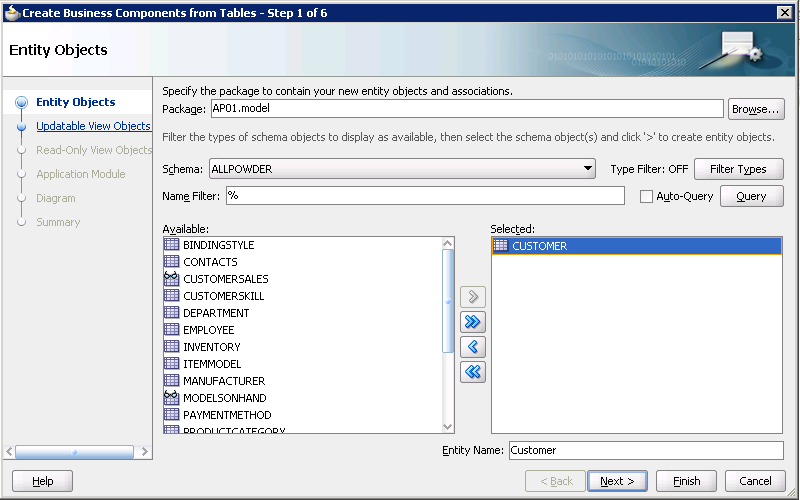 Create Business Components from Tables - Step 1 of 6
Entity Objects
0101010101010101010101010101
01010101010
Entity Objects
Updatable View Objects
Read-Only View Objects
Application Module
Diagram
Summary
Specify the package to contain your new entity objects and associations.
Package: AP01.model Browse...
Filter the types of schema objects to display as available, then select the schema object(s) and click '>' to create entity objects.
Schema: ALLPOWDER Type Filter: OFF Filter Types
Name Filter: % Auto-Query Query
Available: Selected:
BINDINGSTYLE CUSTOMER
CONTACTS
CUSTOMERSALES
CUSTOMERSKILL
DEPARTMENT
EMPLOYEE
INVENTORY
ITEMMODEL
MANUFACTURER
MODELSONHAND
PAYMENTMETHOD
PRODUCTCATEGORY
Entity Name: Customer
Help < Back Next > Finish Cancel